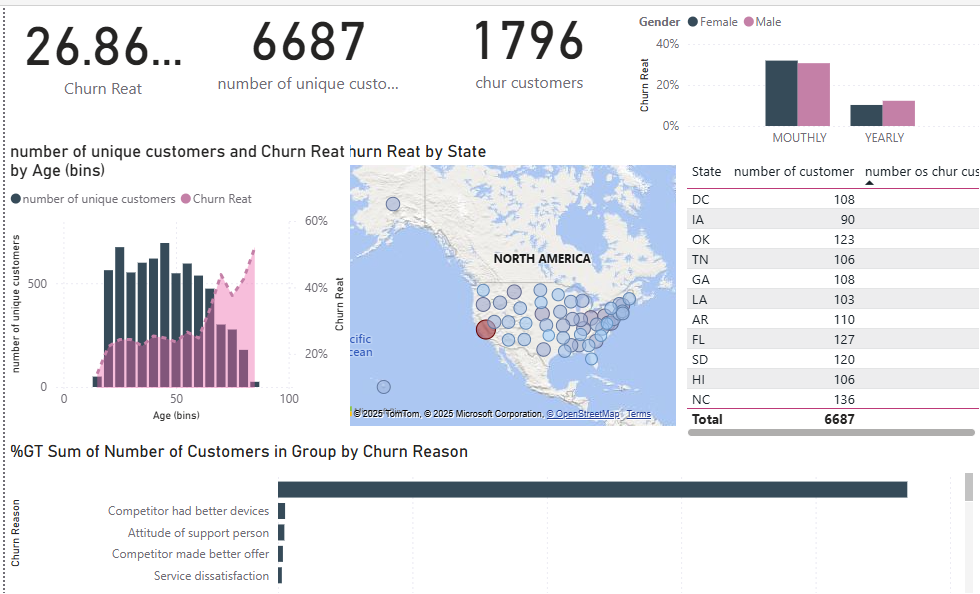 26.86...
Churn Reat
6687
number of unique custo...
1796
chur customers
Gender Female Male
Churn Reat
40%
20%
0%
MOUTHLY YEARLY
number of unique customers and Churn Reat
by Age (bins)
number of unique customers Churn Reat
number of unique customers
500
0
60%
40%
20%
Churn Reat
0 50 100
Age (bins)
hurn Reat by State
NORTH AMERICA
cific
cean
© 2025 TomTom, © 2025 Microsoft Corporation, © OpenStreetMap Terms
State number of customer number os chur cus
DC 108
IA 90
OK 123
TN 106
GA 108
LA 103
AR 110
FL 127
SD 120
HI 106
NC 136
Total 6687
%GT Sum of Number of Customers in Group by Churn Reason
Churn Reason
Competitor had better devices
Attitude of support person
Competitor made better offer
Service dissatisfaction